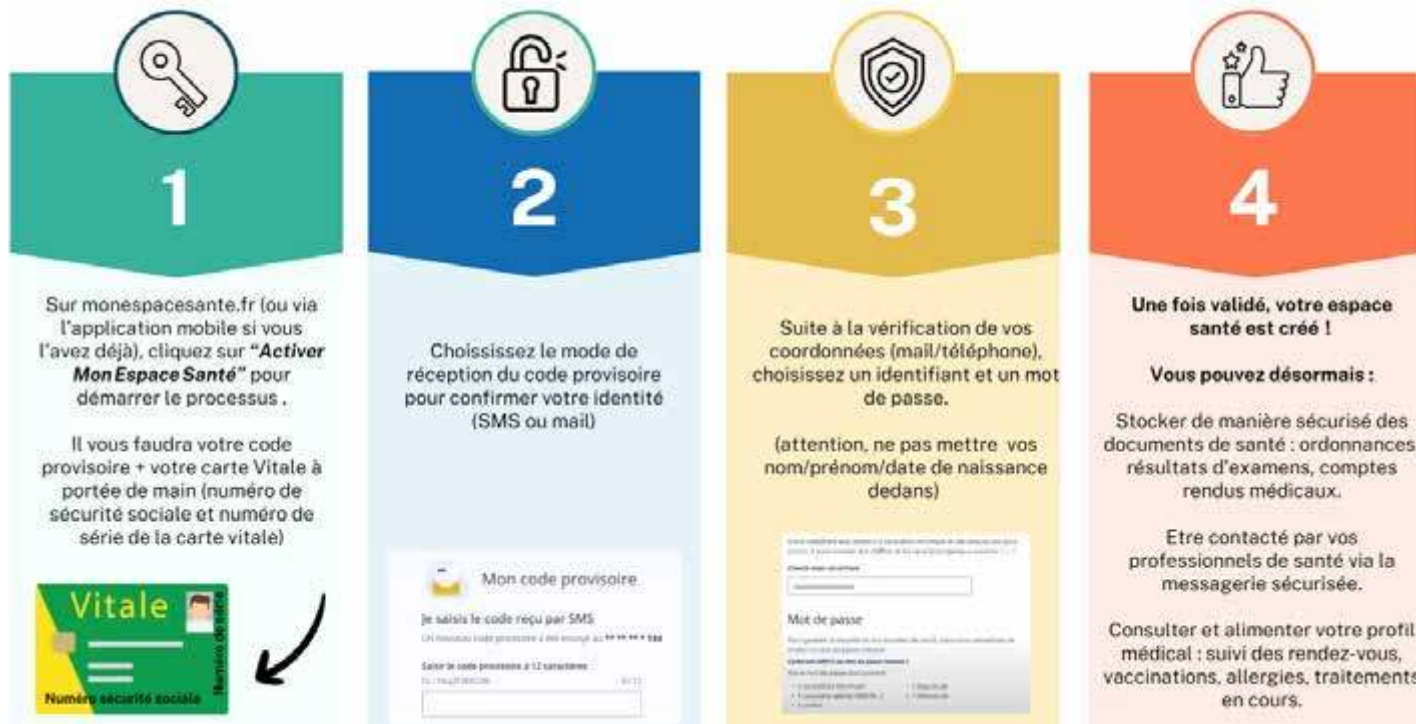 1
Sur monespacesante.fr (ou via
l'application mobile si vous
l'avez déjà), cliquez sur “Activer
Mon Espace Santé” pour
démarrer le processus .
Il vous faudra votre code
provisoire + votre carte Vitale à
portée de main (numéro de
sécurité sociale et numéro de
série de la carte vitale)
Vitale
Numéro de série
Numéro sécurité sociale
2
Choississez le mode de
réception du code provisoire
pour confirmer votre identité
(SMS ou mail)
Mon code provisoire
Je saisis le code reçu par SMS
Un nouveau code provisoire a été envoyé au ** ** ** *
Saisir le code provisoire à 12 caractères
3
Suite à la vérification de vos
coordonnées (mail/téléphone),
choisissez un identifiant et un mot
de passe.
(attention, ne pas mettre vos
nom/prénom/date de naissance
dedans)
Mot de passe
4
Une fois validé, votre espace
santé est créé !
Vous pouvez désormais :
Stocker de manière sécurisé des
documents de santé : ordonnances
résultats d'examens, comptes
rendus médicaux.
Etre contacté par vos
professionnels de santé via la
messagerie sécurisée.
Consulter et alimenter votre profil
médical : suivi des rendez-vous,
vaccinations, allergies, traitements
en cours.